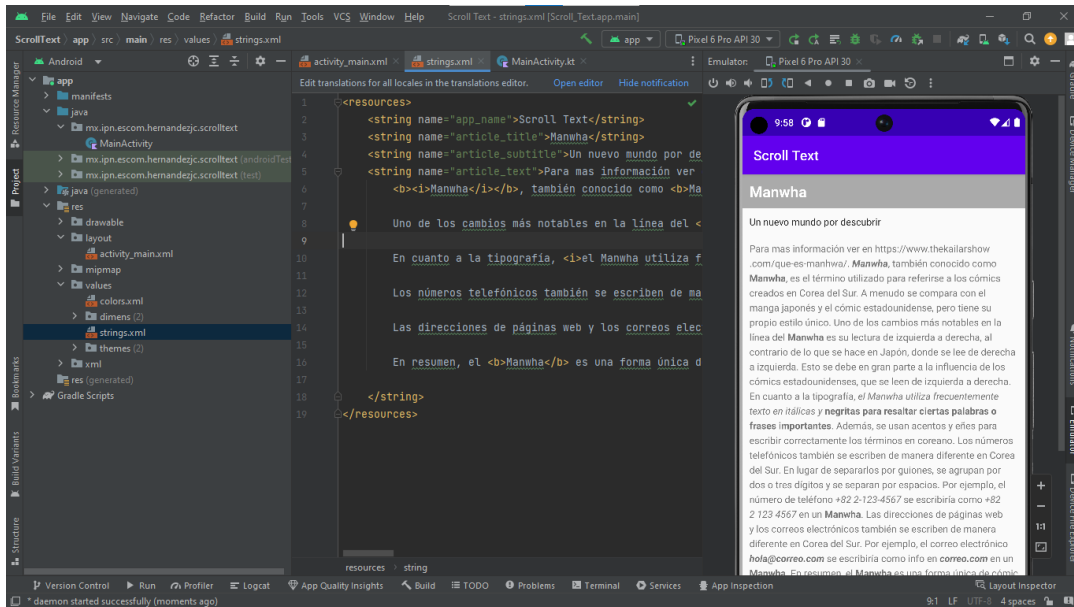 File Edit View Navigate Code Refactor Build Run Tools VCS Window Help Scroll Text - strings.xml [Scroll_Text.app.main]
ScrollText app src main res values strings.xml app Pixel 6 Pro API 30
Android activity_main.xml strings.xml MainActivity.kt Emulator: Pixel 6 Pro API 30
Resource Manager
Project
Bookmarks
Build Variants
Structure
app
manifests
java
mx.ipn.escom.hernandezjc.scrolltext
MainActivity
mx.ipn.escom.hernandezjc.scrolltext (androidTest
mx.ipn.escom.hernandezjc.scrolltext (test)
java (generated)
res
drawable
layout
activity_main.xml
mipmap
values
colors.xml
dimens (2)
strings.xml
themes (2)
xml
res (generated)
Gradle Scripts
Edit translations for all locales in the translations editor. Open editor Hide notification
1 <resources>
2 <string name="app_name">Scroll Text</string>
3 <string name="article_title">Manwha</string>
4 <string name="article_subtitle">Un nuevo mundo por de
5 <string name="article_text">Para mas información ver
6 <b><i>Manwha</i></b>, también conocido como <b>Ma
7
8 Uno de los cambios más notables en la línea del <
9
10 En cuanto a la tipografía, <i>el Manwha utiliza f
11
12 Los números telefónicos también se escriben de ma
13
14 Las direcciones de páginas web y los correos elec
15
16 En resumen, el <b>Manwha</b> es una forma única d
17
18 </string>
19 </resources>
resources string
9:58
Scroll Text
Manwha
Un nuevo mundo por descubrir
Para mas información ver en https://www.thekailarshow
.com/que-es-manhwa/. Manwha, también conocido como
Manwha, es el término utilizado para referirse a los cómics
creados en Corea del Sur. A menudo se compara con el
manga japonés y el cómic estadounidense, pero tiene su
propio estilo único. Uno de los cambios más notables en la
línea del Manwha es su lectura de izquierda a derecha, al
contrario de lo que se hace en Japón, donde se lee de derecha
a izquierda. Esto se debe en gran parte a la influencia de los
cómics estadounidenses, que se leen de izquierda a derecha.
En cuanto a la tipografía, el Manwha utiliza frecuentemente
texto en itálicas y negritas para resaltar ciertas palabras o
frases importantes. Además, se usan acentos y eñes para
escribir correctamente los términos en coreano. Los números
telefónicos también se escriben de manera diferente en Corea
del Sur. En lugar de separarlos por guiones, se agrupan por
dos o tres dígitos y se separan por espacios. Por ejemplo, el
número de teléfono +82 2-123-4567 se escribiría como +82
2 123 4567 en un Manwha. Las direcciones de páginas web
y los correos electrónicos también se escriben de manera
diferente en Corea del Sur. Por ejemplo, el correo electrónico
hola@correo.com se escribiría como info en correo.com en un
Manwha. En resumen, el Manwha es una forma única de cómic
1:1
Device Manager
Notifications
Emulator
Device File Explorer
Version Control Run Profiler Logcat App Quality Insights Build TODO Problems Terminal Services App Inspection Layout Inspector
* daemon started successfully (moments ago) 9:1 LF UTF-8 4 spaces